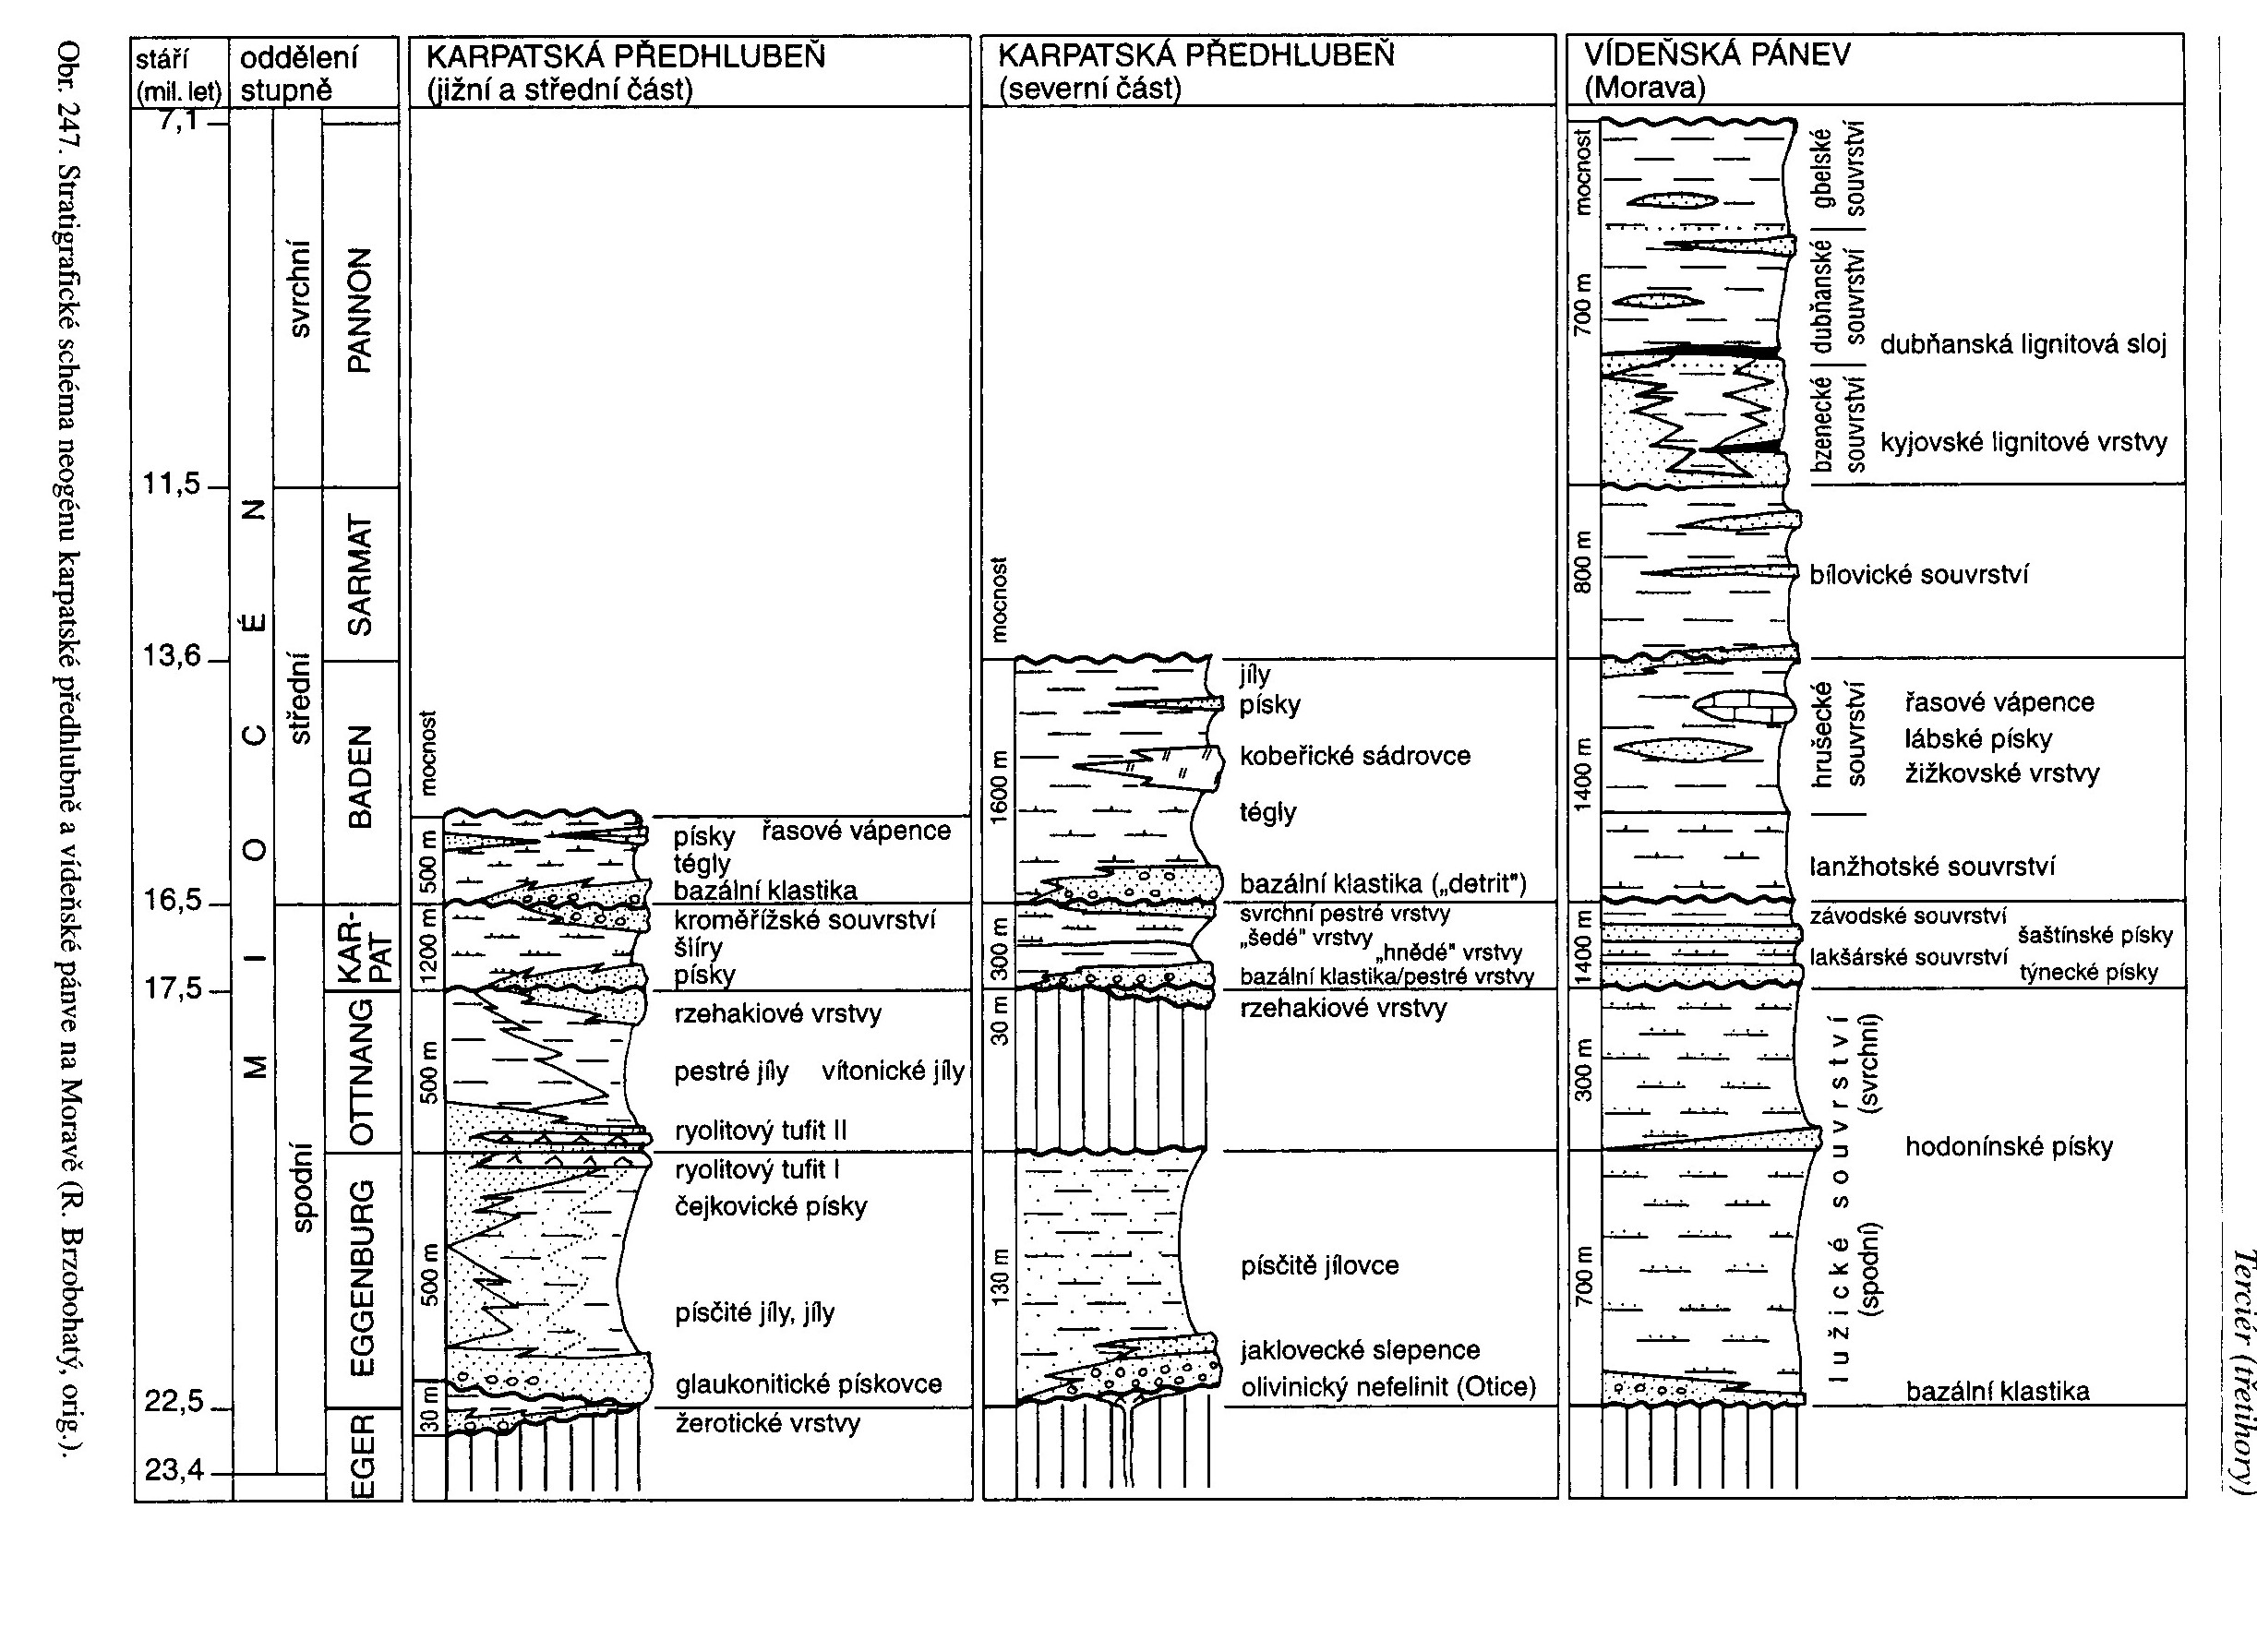 Obr. 247. Stratigrafické schéma neogénu karpatské předhlubně a vídeňské pánve na Moravě (R. Brzobohatý, orig.).
stáří
(mil. let)
oddělení
stupně
7,1
11,5
13,6
16,5
17,5
22,5
23,4
MIOCÉN
svrchní
střední
spodní
PANNON
SARMAT
BADEN
KAR-
PAT
OTTNANG
EGGENBURG
EGER
KARPATSKÁ PŘEDHLUBEŇ
(jižní a střední část)
mocnost
500 m
1200 m
500 m
500 m
30 m
písky řasové vápence
tégly
bazální klastika
kroměřížské souvrství
šlíry
písky
rzehakiové vrstvy
pestré jíly vítonické jíly
ryolitový tufit II
ryolitový tufit I
čejkovické písky
písčité jíly, jíly
glaukonitické pískovce
žerotické vrstvy
KARPATSKÁ PŘEDHLUBEŇ
(severní část)
mocnost
1600 m
300 m
30 m
130 m
jíly
písky
kobeřické sádrovce
tégly
bazální klastika („detrit")
svrchní pestré vrstvy
„šedé" vrstvy
„hnědé" vrstvy
bazální klastika/pestré vrstvy
rzehakiové vrstvy
písčitě jílovce
jaklovecké slepence
olivinický nefelinit (Otice)
VÍDEŇSKÁ PÁNEV
(Morava)
mocnost
700 m
800 m
1400 m
1400 m
300 m
700 m
gbelské
souvrství
dubňanské
souvrství
dubňanská lignitová sloj
bzenecké
souvrství
kyjovské lignitové vrstvy
bílovické souvrství
hrušecké
souvrství
řasové vápence
lábské písky
žižkovské vrstvy
lanžhotské souvrství
závodské souvrství
šaštínské písky
lakšárské souvrství
týnecké písky
lužické souvrství
(svrchní)
(spodní)
hodonínské písky
bazální klastika
Terciér (třetihory)